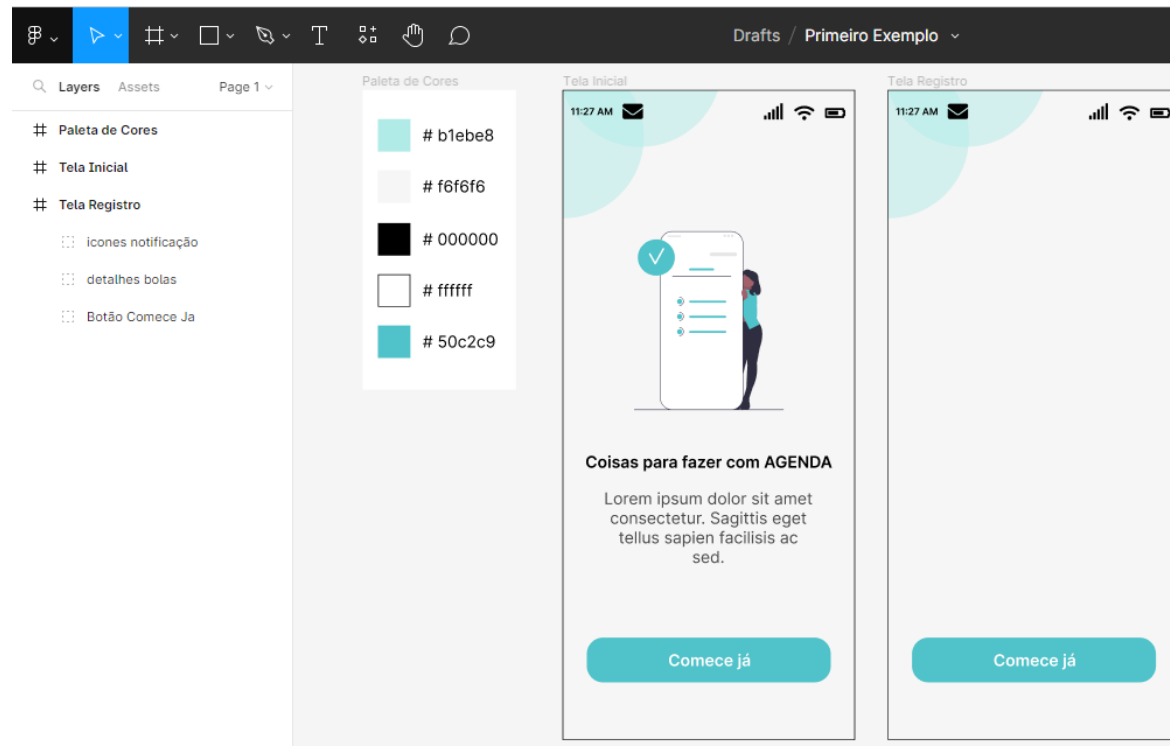 Drafts / Primeiro Exemplo
Layers Assets Page 1
Paleta de Cores
Tela Inicial
Tela Registro
icones notificação
detalhes bolas
Botão Comece Ja
Paleta de Cores
# b1ebe8
# f6f6f6
# 000000
# ffffff
# 50c2c9
Tela Inicial
11:27 AM
Coisas para fazer com AGENDA
Lorem ipsum dolor sit amet
consectetur. Sagittis eget
tellus sapien facilisis ac
sed.
Comece já
Tela Registro
11:27 AM
Comece já